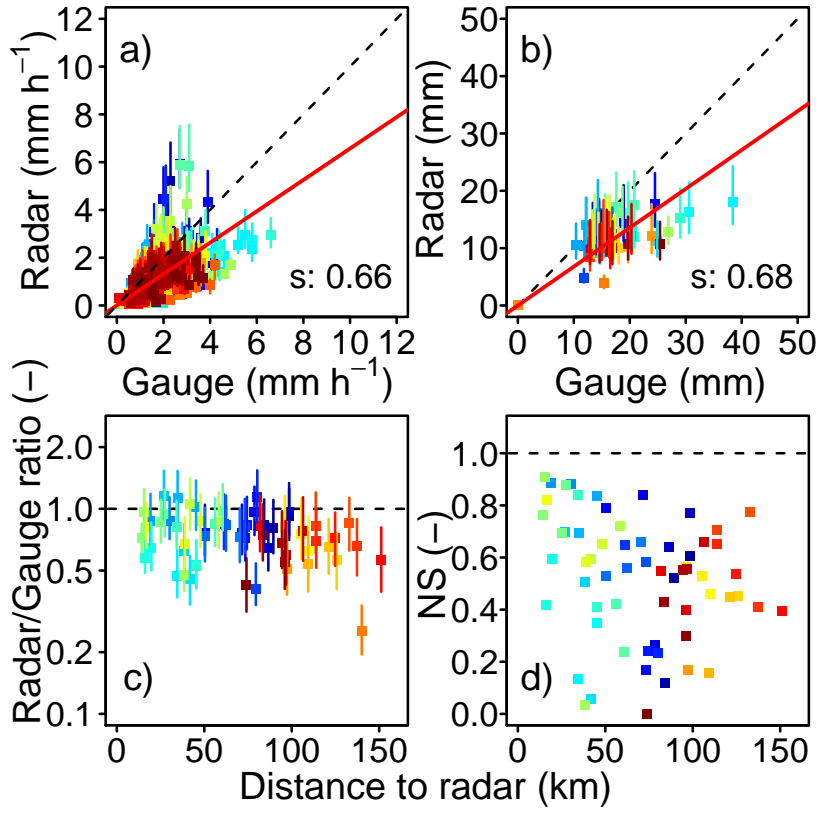 a)
Radar (mm h−1)
0 2 4 6 8 10 12
0 2 4 6 8 10 12
s: 0.66
Gauge (mm h−1)
b)
Radar (mm)
0 10 20 30 40 50
0 10 20 30 40 50
s: 0.68
Gauge (mm)
c)
Radar/Gauge ratio (−)
0.1 0.2 0.5 1.0 2.0
0 50 100 150
d)
NS (−)
0.0 0.2 0.4 0.6 0.8 1.0
0 50 100 150
Distance to radar (km)